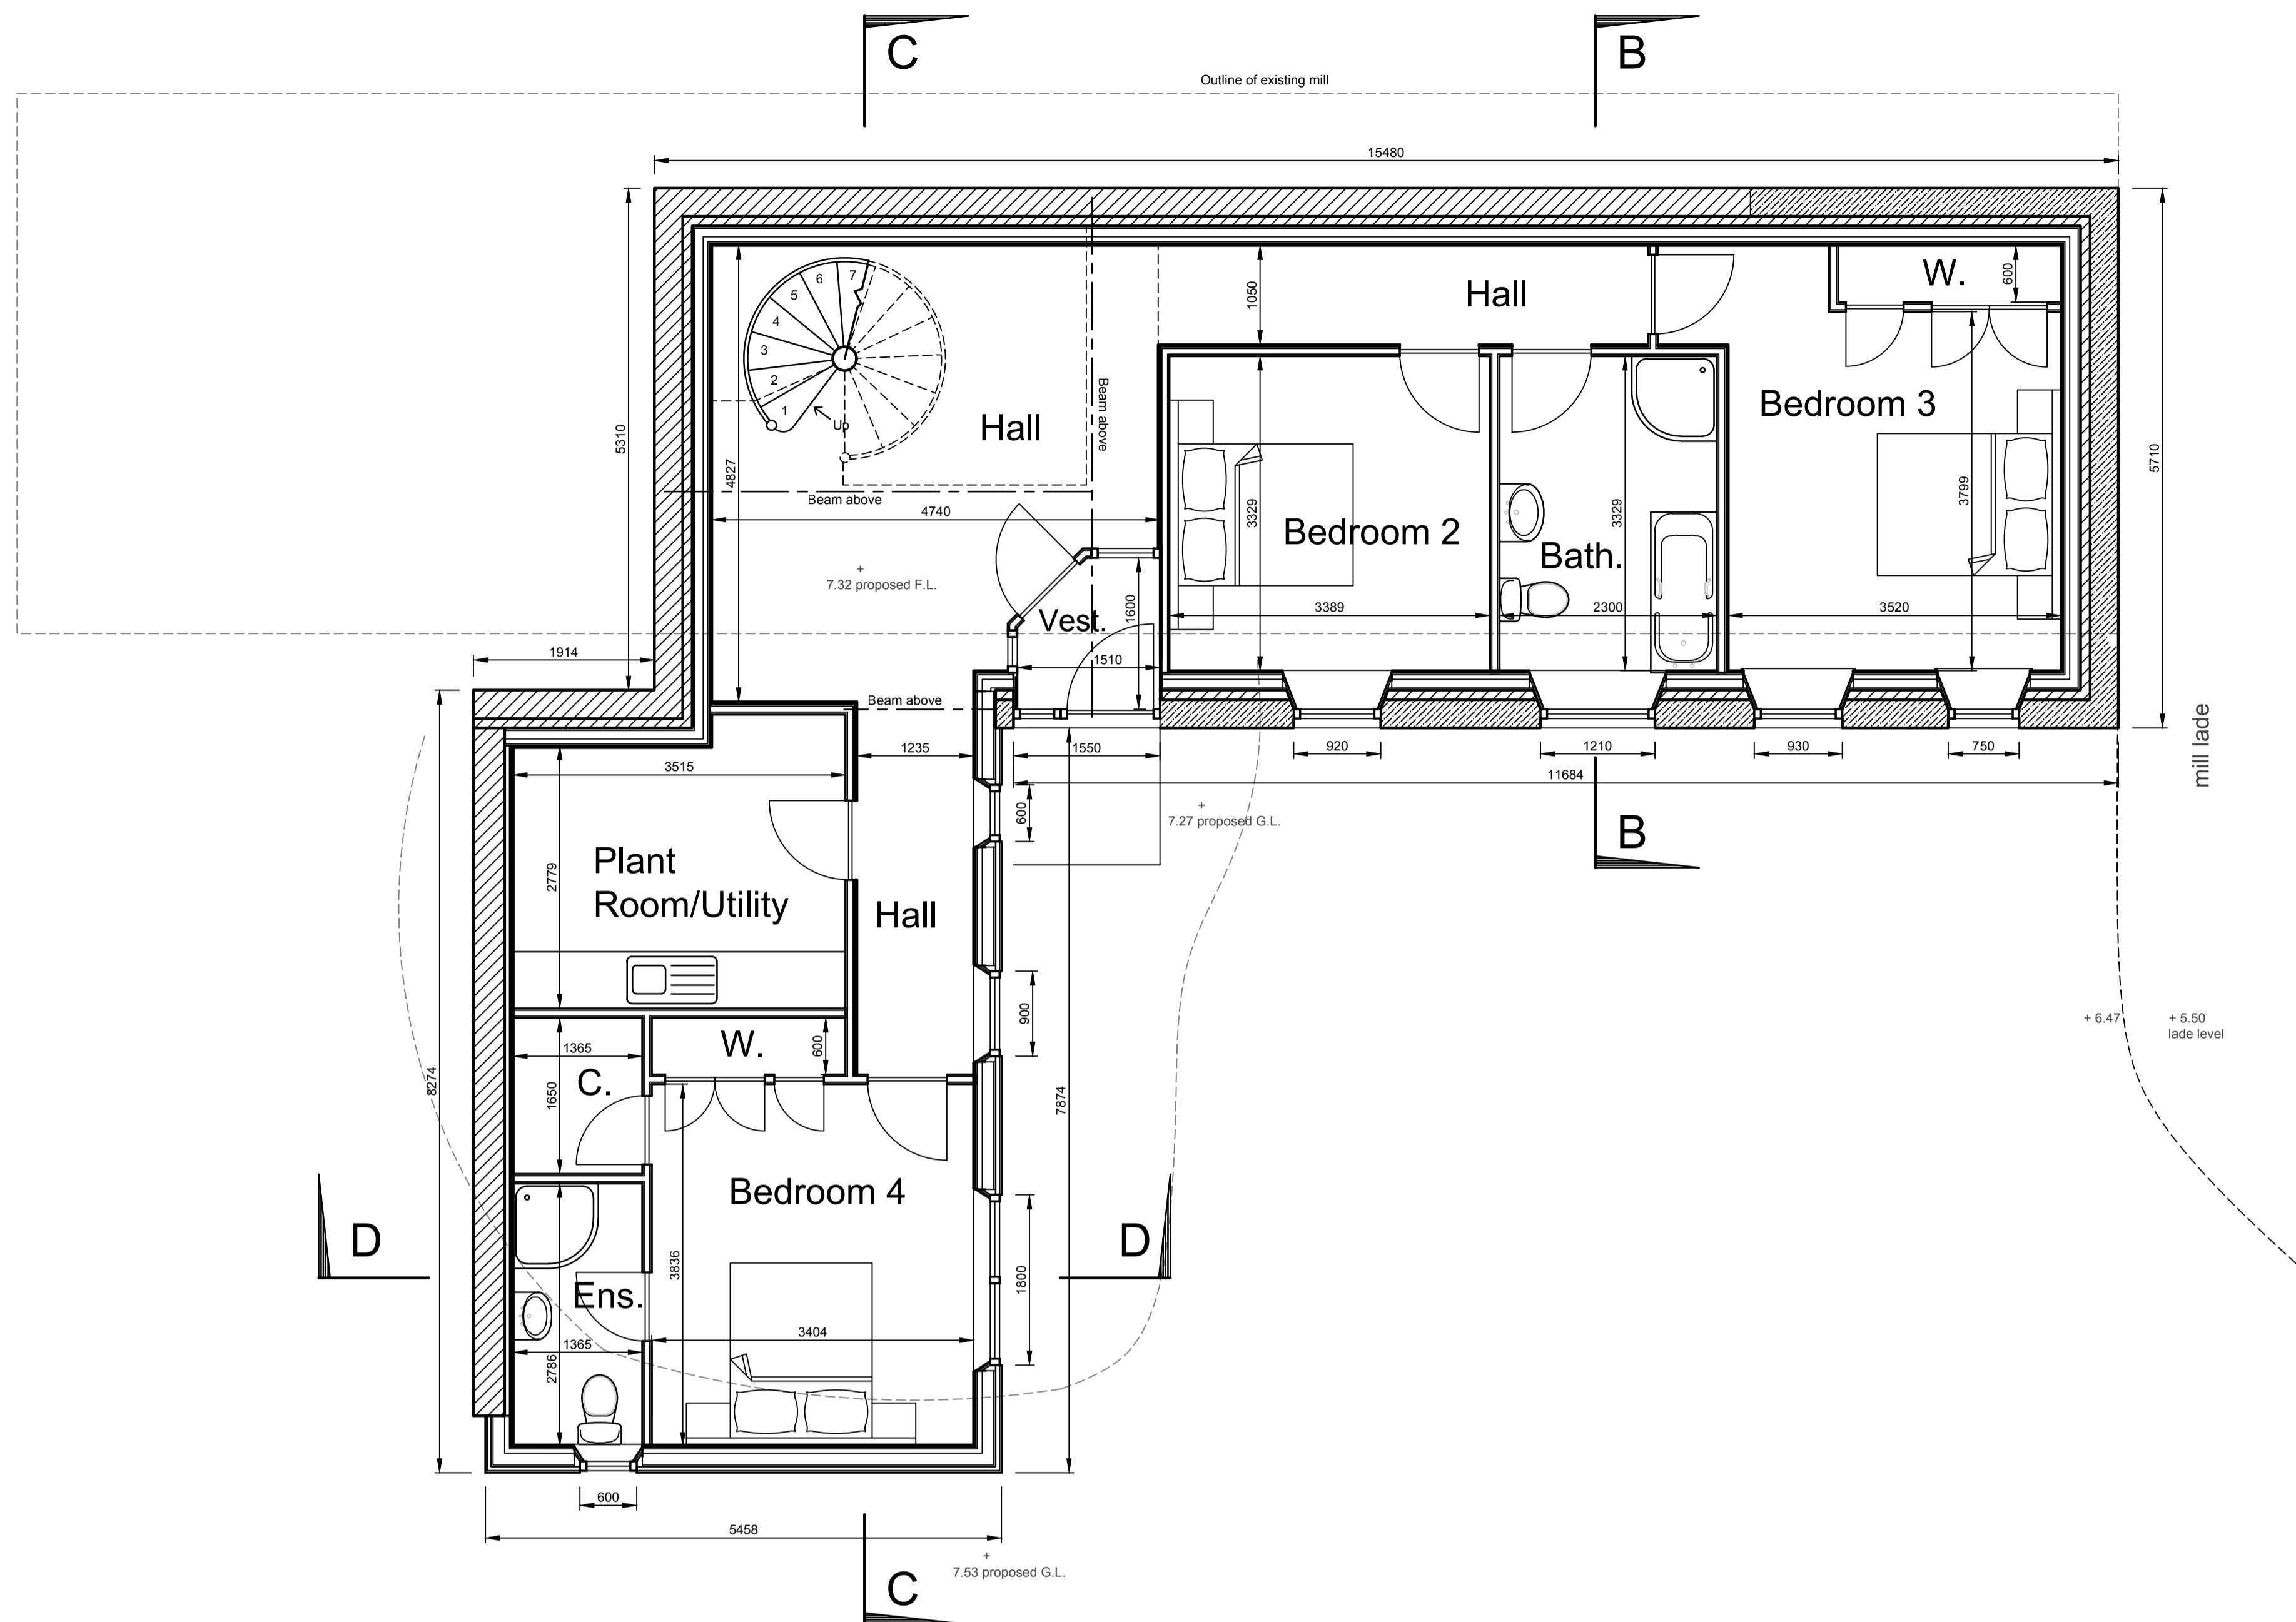 C
B
Outline of existing mill
15480
7
6
5
4
3
2
1
Up
Hall
Hall
W.
600
1050
5310
4827
Beam above
Beam above
4740
+
7.32 proposed F.L.
Vest.
1600
1510
Bedroom 2
3329
3389
Bath.
3329
2300
Bedroom 3
3799
3520
5710
1914
Beam above
1235
1550
920
1210
930
750
11684
mill lade
3515
600
+
7.27 proposed G.L.
B
2779
Plant
Room/Utility
Hall
900
+ 6.47
+ 5.50
lade level
W.
600
1365
C.
1650
8274
7874
D
D
Bedroom 4
3836
3404
1800
Ens.
1365
2786
600
5458
+
7.53 proposed G.L.
C